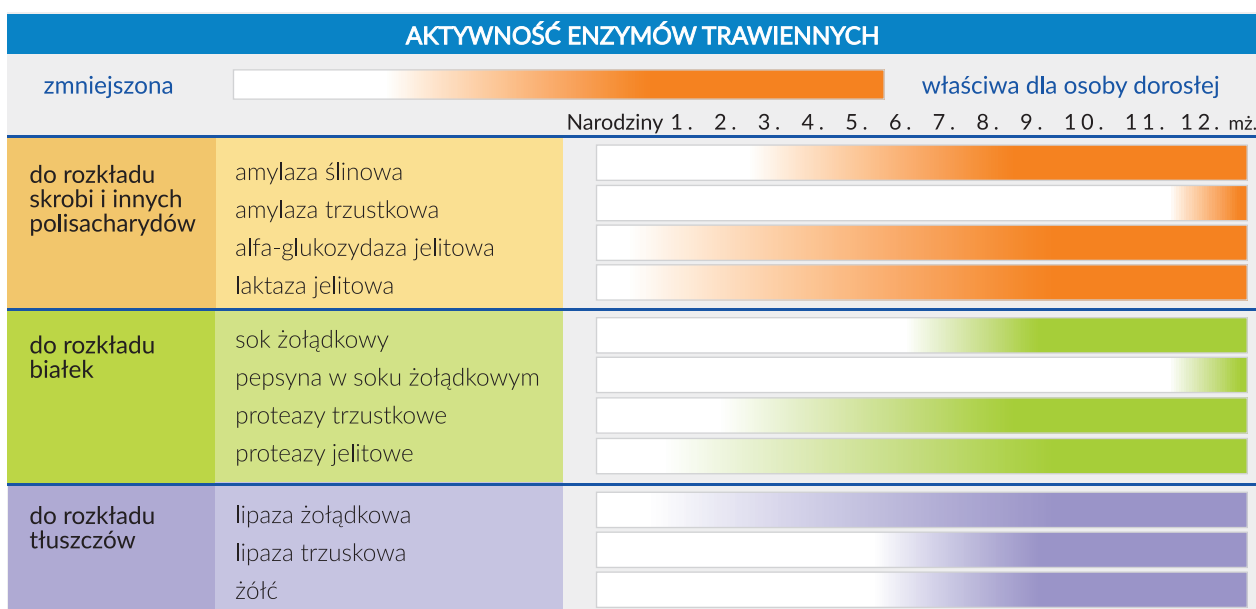 AKTYWNOŚĆ ENZYMÓW TRAWIENNYCH
zmniejszona
właściwa dla osoby dorosłej
Narodziny 1. 2. 3. 4. 5. 6. 7. 8. 9. 10. 11. 12. mż.
do rozkładu
skrobi i innych
polisacharydów
amylaza ślinowa
amylaza trzustkowa
alfa-glukozydaza jelitowa
laktaza jelitowa
do rozkładu
białek
sok żołądkowy
pepsyna w soku żołądkowym
proteazy trzustkowe
proteazy jelitowe
do rozkładu
tłuszczów
lipaza żołądkowa
lipaza trzuskowa
żółć